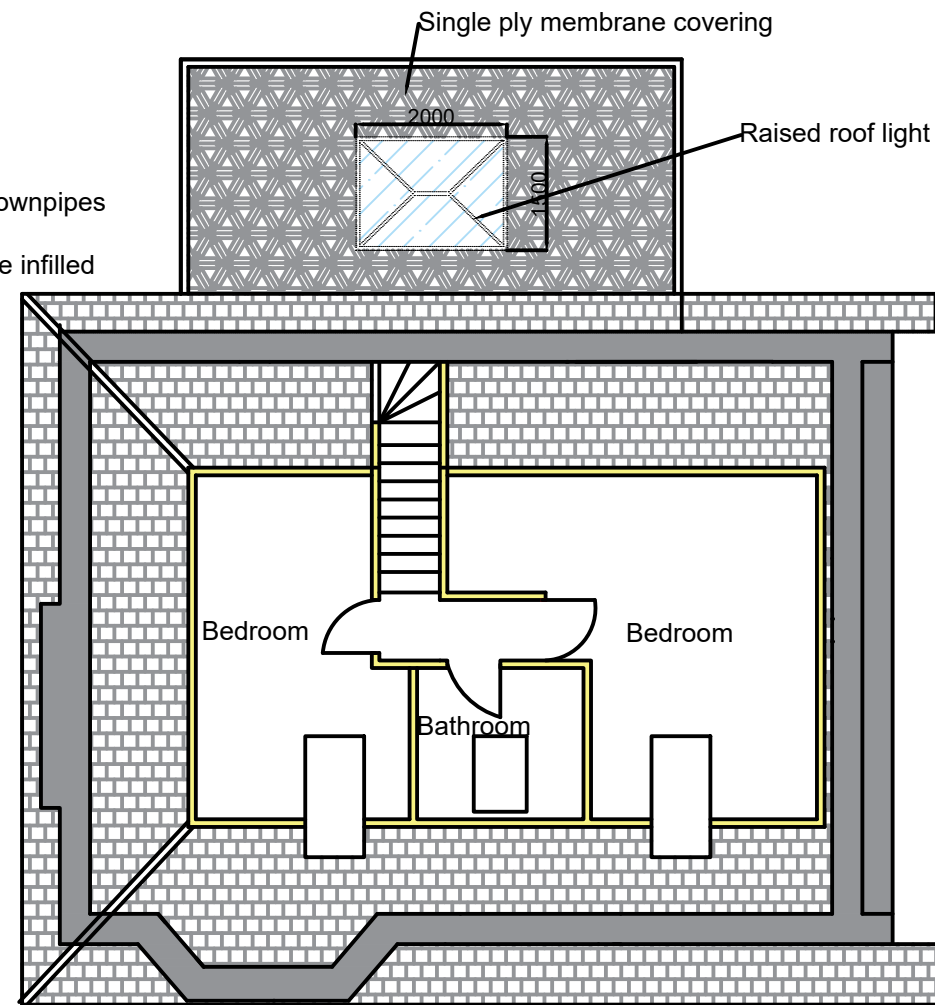 Single ply membrane covering
2000
Raised roof light
1500
ownpipes
e infilled
Bedroom
Bedroom
Bathroom